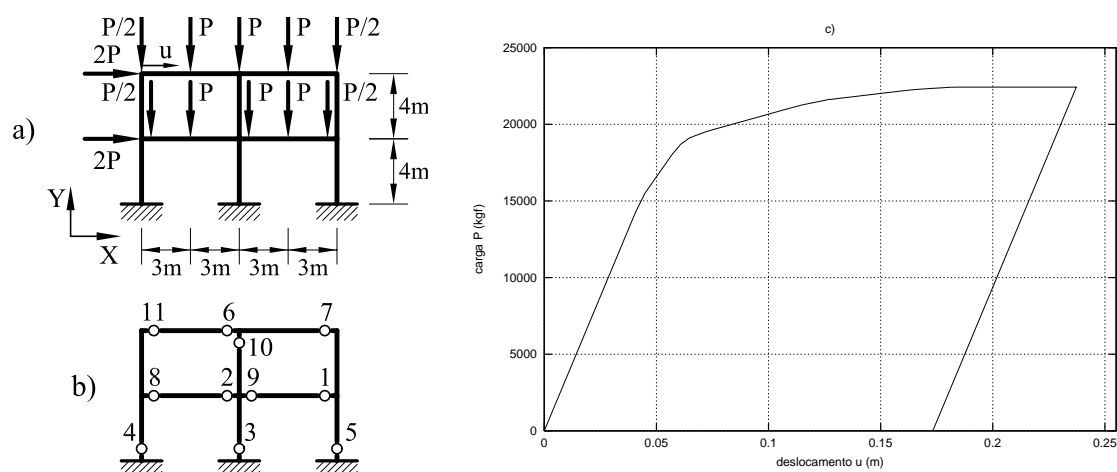 P/2 P P P P/2
2P u
P/2 P P P P/2
4m
a)
2P
4m
Y
X
3m 3m 3m 3m
11 6 7
10
8 2 9 1
b)
4 3 5
c)
25000
20000
15000
10000
5000
0
carga P (kgf)
0 0.05 0.1 0.15 0.2 0.25
deslocamento u (m)